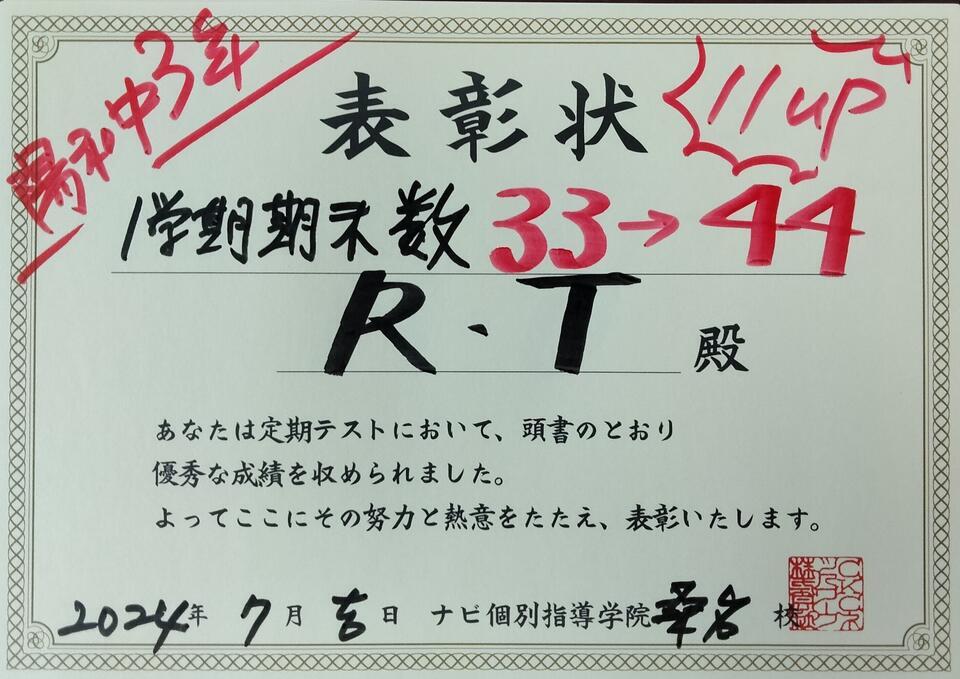 陽和中3年
表彰状
11up
1学期期末数 33→44
R・T 殿
あなたは定期テストにおいて、頭書のとおり
優秀な成績を収められました。
よってここにその努力と熱意をたたえ、表彰いたします。
2024年 7月 吉日 ナビ個別指導学院桑名 校